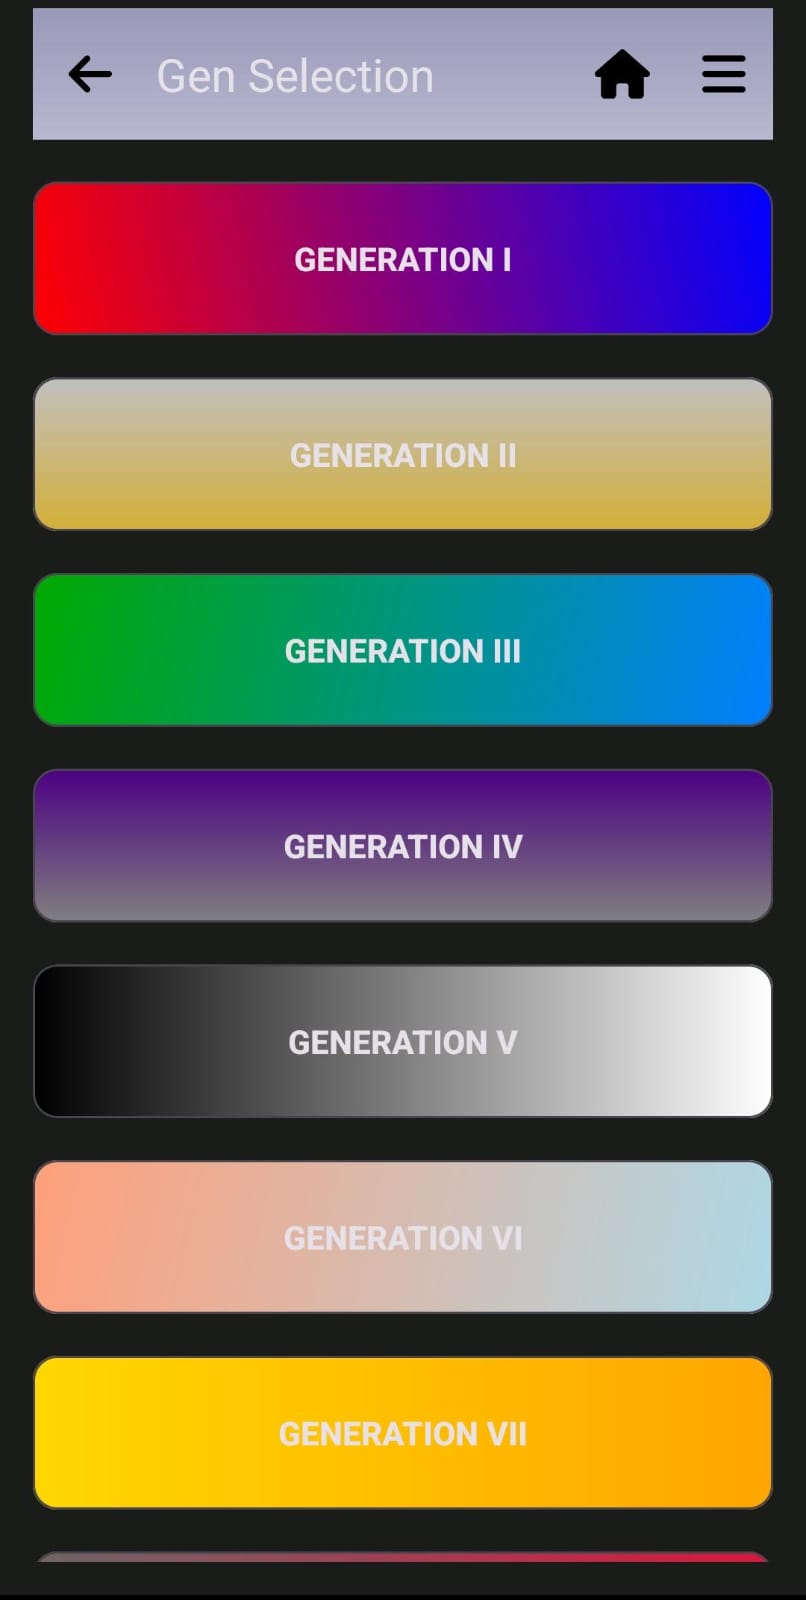 Gen Selection
GENERATION I
GENERATION II
GENERATION III
GENERATION IV
GENERATION V
GENERATION VI
GENERATION VII